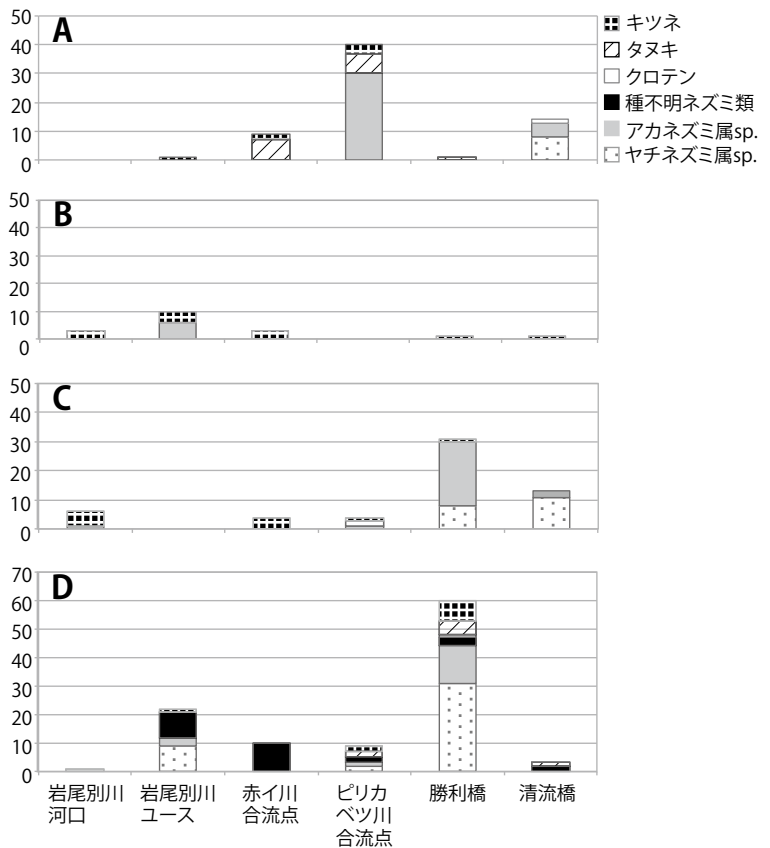 A
50
40
30
20
10
0
キツネ
タヌキ
クロテン
種不明ネズミ類
アカネズミ属sp.
ヤチネズミ属sp.
B
50
40
30
20
10
0
C
50
40
30
20
10
0
D
70
60
50
40
30
20
10
0
岩尾別川
河口
岩尾別川
ユース
赤イ川
合流点
ピリカ
ベツ川
合流点
勝利橋
清流橋